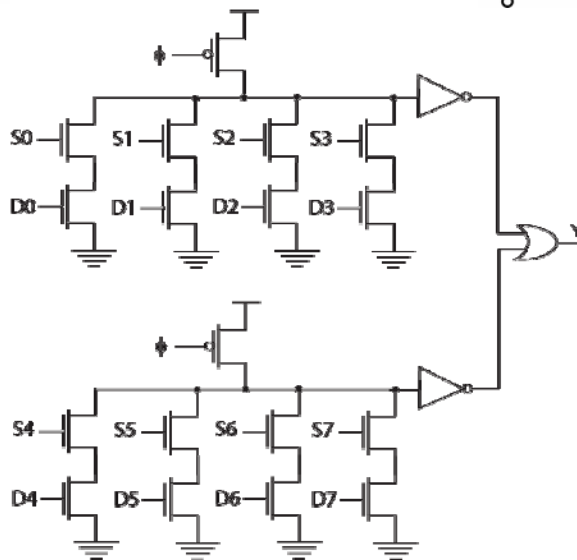 ϕ
S0 S1 S2 S3
D0 D1 D2 D3
Y
ϕ
S4 S5 S6 S7
D4 D5 D6 D7